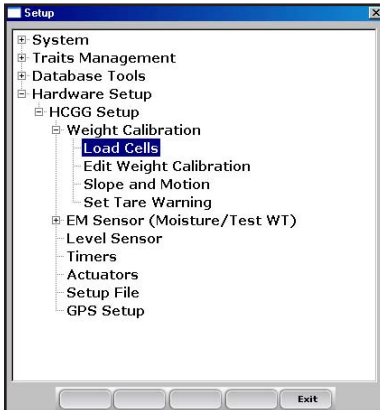 Setup
System
Traits Management
Database Tools
Hardware Setup
HCGG Setup
Weight Calibration
Load Cells
Edit Weight Calibration
Slope and Motion
Set Tare Warning
EM Sensor (Moisture/Test WT)
Level Sensor
Timers
Actuators
Setup File
GPS Setup
Exit